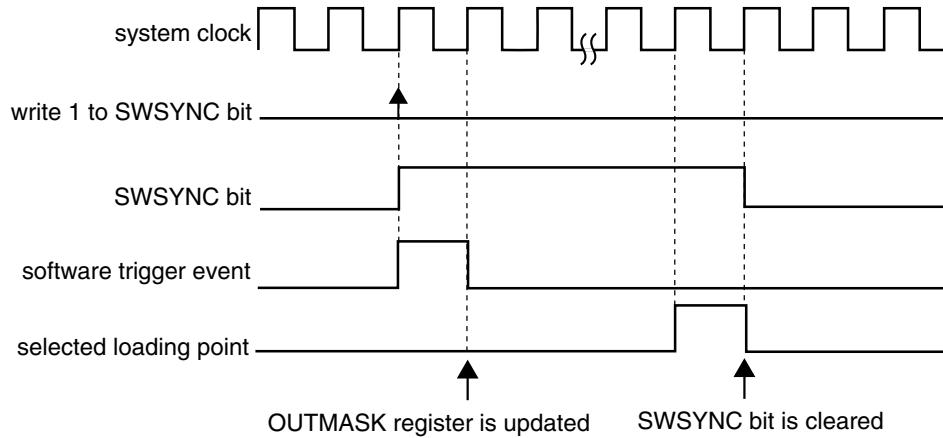 system clock
write 1 to SWSYNC bit
SWSYNC bit
software trigger event
selected loading point
OUTMASK register is updated
SWSYNC bit is cleared